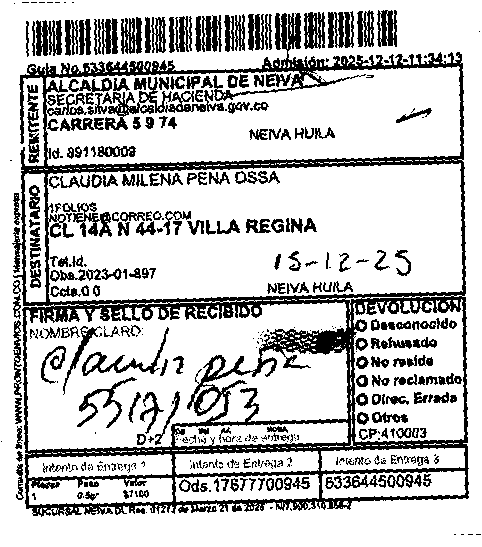 Guia No.633644500945 Admisión: 2025-12-12-11:34:13
REMITENTE
ALCALDIA MUNICIPAL DE NEIVA
SECRETARIA DE HACIENDA
carlos.silva@alcaldianeiva.gov.co
CARRERA 5 9 74
NEIVA HUILA
Id. 891180009
DESTINATARIO
CLAUDIA MILENA PENA OSSA
1FOLIOS
NOTIENE@CORREO.COM
CL 14A N 44-17 VILLA REGINA
Tel.Id.
Obs.2023-01-897
15-12-25
Ccts.0 0
NEIVA HUILA
FIRMA Y SELLO DE RECIBIDO
NOMBRE CLARO:
Claudia peña
55171053
D+2
Fecha y hora de entrega
DEVOLUCION
Desconocido
Rehusado
No reside
No reclamado
Direc. Errada
Otros
CP:410003
Intento de Entrega 1
Intento de Entrega 2
Intento de Entrega 3
Piezas Peso Valor
1 0.5gr $7100
Ods.17677700945
633644500945